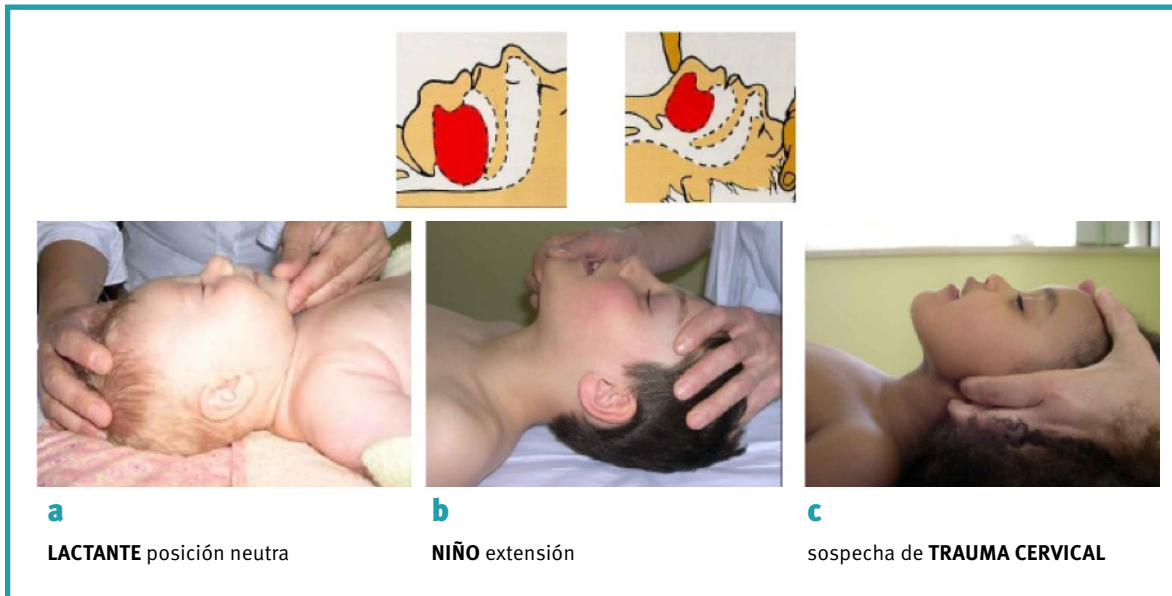 a
LACTANTE posición neutra
b
NIÑO extensión
c
sospecha de TRAUMA CERVICAL